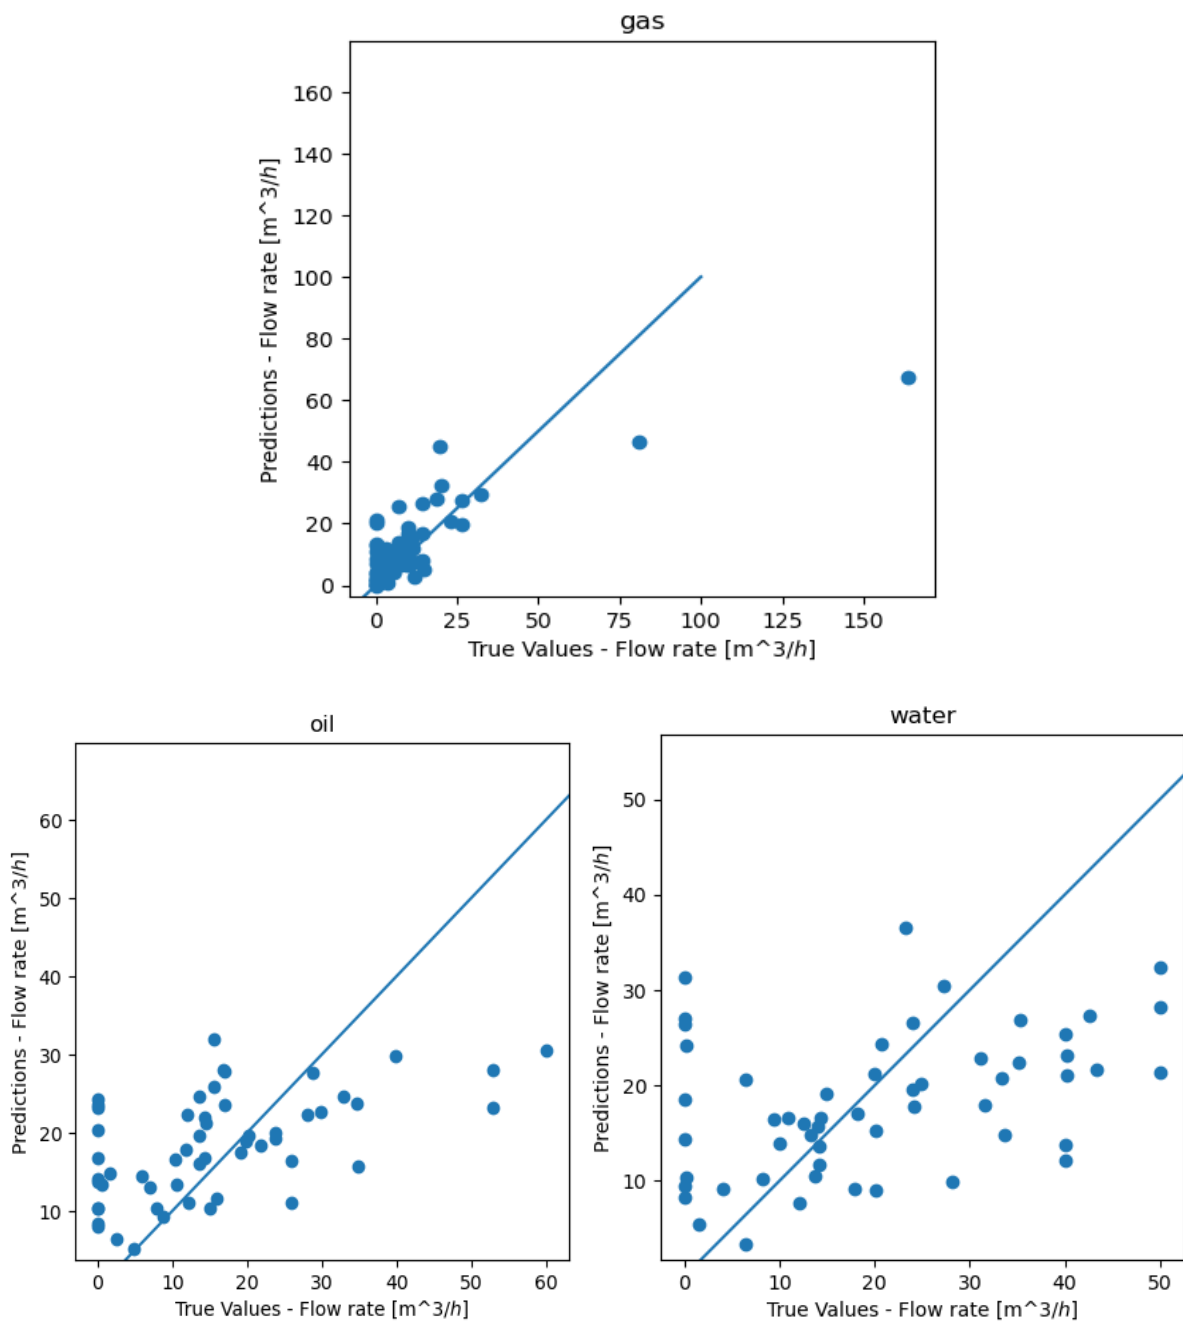 gas
Predictions - Flow rate [m^3/h]
160
140
120
100
80
60
40
20
0
0 25 50 75 100 125 150
True Values - Flow rate [m^3/h]
oil
Predictions - Flow rate [m^3/h]
60
50
40
30
20
10
0 10 20 30 40 50 60
True Values - Flow rate [m^3/h]
water
Predictions - Flow rate [m^3/h]
50
40
30
20
10
0 10 20 30 40 50
True Values - Flow rate [m^3/h]